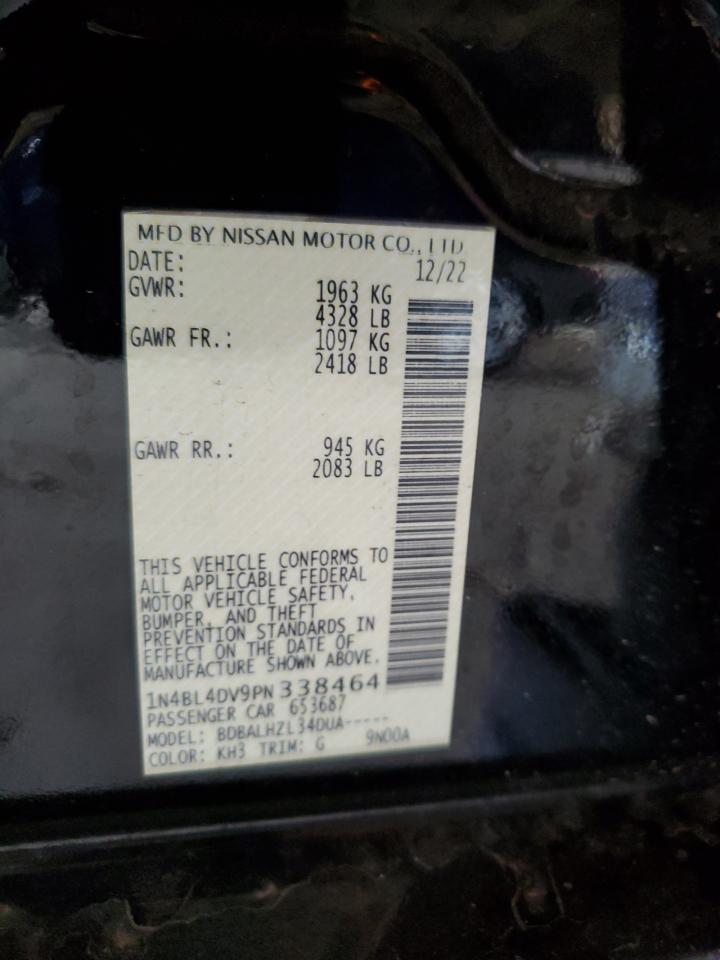 MFD BY NISSAN MOTOR CO., LTD
DATE: 12/22
GVWR: 1963 KG
4328 LB
GAWR FR.: 1097 KG
2418 LB
GAWR RR.: 945 KG
2083 LB
THIS VEHICLE CONFORMS TO
ALL APPLICABLE FEDERAL
MOTOR VEHICLE SAFETY,
BUMPER, AND THEFT
PREVENTION STANDARDS IN
EFFECT ON THE DATE OF
MANUFACTURE SHOWN ABOVE.
1N4BL4DV9PN338464
PASSENGER CAR 653687
MODEL: BDBALHZL34DUA-----
COLOR: KH3 TRIM: G 9N00A